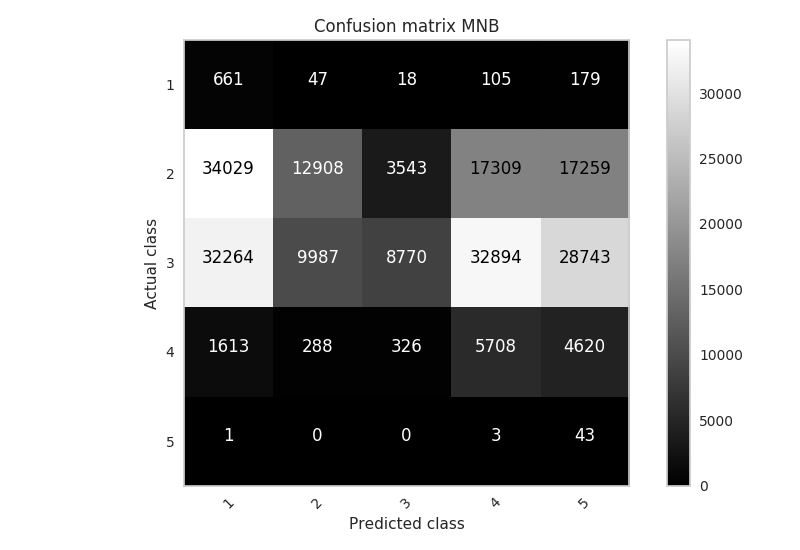 Confusion matrix MNB
1 661 47 18 105 179
2 34029 12908 3543 17309 17259
3 32264 9987 8770 32894 28743
4 1613 288 326 5708 4620
5 1 0 0 3 43
1 2 3 4 5
Predicted class
Actual class
30000
25000
20000
15000
10000
5000
0